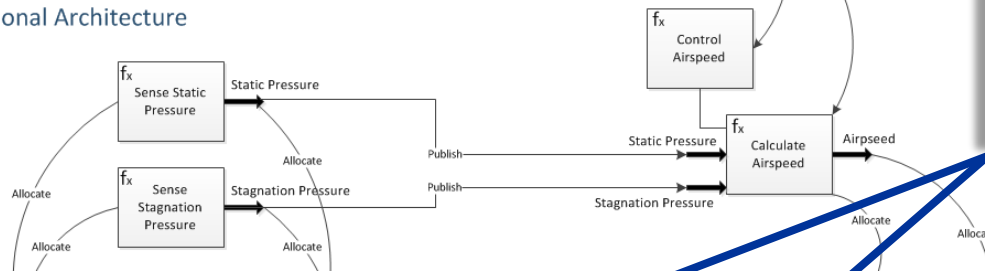 onal Architecture
fx
Control
Airspeed
fx
Sense Static
Pressure
Static Pressure
Allocate
Allocate
fx
Sense
Stagnation
Pressure
Stagnation Pressure
Allocate
Allocate
Publish
Publish
Static Pressure
Stagnation Pressure
fx
Calculate
Airspeed
Airpseed
Allocate
Alloca